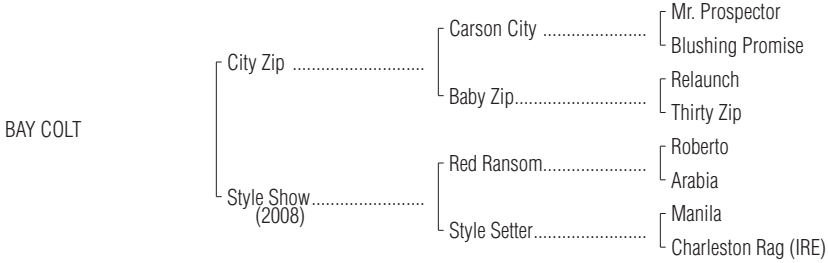 Mr. Prospector
Carson City ......................
Blushing Promise
City Zip ............................
Relaunch
Baby Zip............................
Thirty Zip
BAY COLT
Roberto
Red Ransom......................
Arabia
Style Show........................
(2008)
Manila
Style Setter........................
Charleston Rag (IRE)